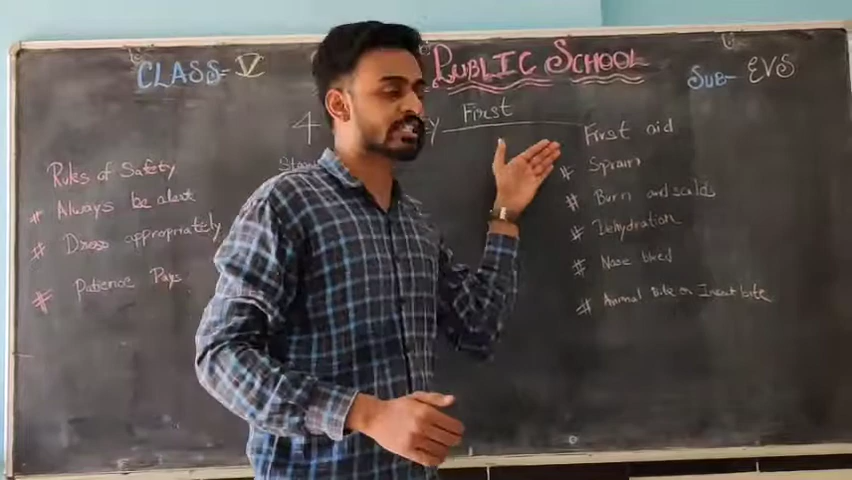 CLASS - V
PUBLIC SCHOOL
SUB - EVS
4
y First
Rules of Safety
# Always be alert
# Dress appropriately
# Patience Pays
First aid
# Sprain
# Burn and scalds
# Dehydration
# Nose bleed
# Animal Bite or Insect bite